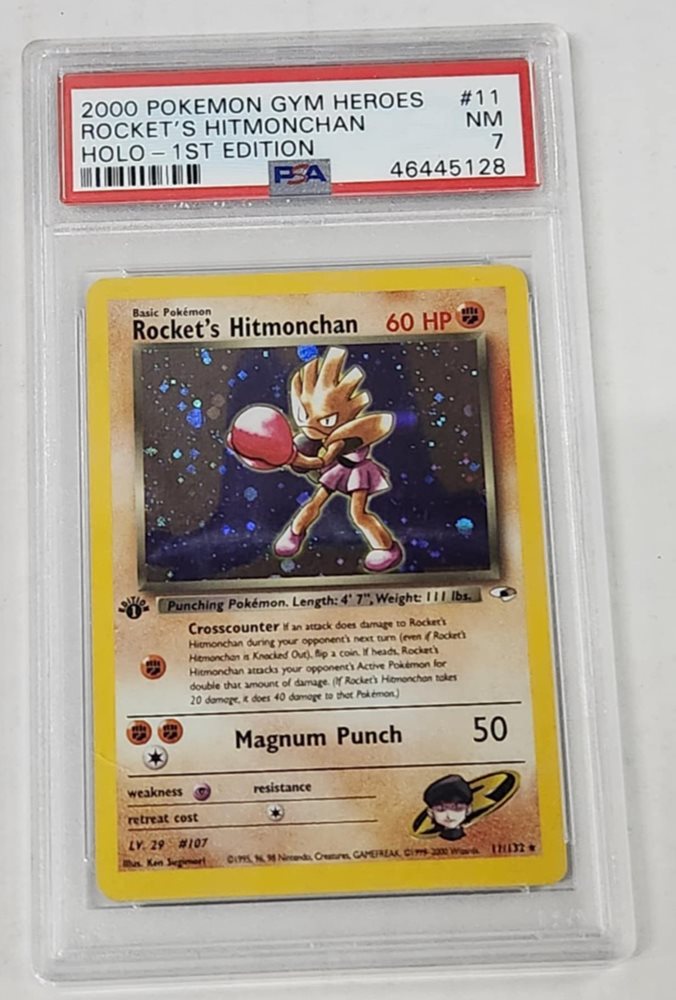 2000 POKEMON GYM HEROES #11
ROCKET'S HITMONCHAN NM
HOLO - 1ST EDITION 7
PSA 46445128
Basic Pokémon
Rocket's Hitmonchan 60 HP
EDITION 1
Punching Pokémon. Length: 4' 7", Weight: 111 lbs.
Crosscounter If an attack does damage to Rocket's
Hitmonchan during your opponent's next turn (even if Rocket's
Hitmonchan is Knocked Out), flip a coin. If heads, Rocket's
Hitmonchan attacks your opponent's Active Pokémon for
double that amount of damage. (If Rocket's Hitmonchan takes
20 damage, it does 40 damage to that Pokémon.)
Magnum Punch 50
weakness resistance
retreat cost
LV. 29 #107
Illus. Ken Sugimori ©1995, 96, 98 Nintendo, Creatures, GAMEFREAK. ©1999-2000 Wizards. 11/132 ★